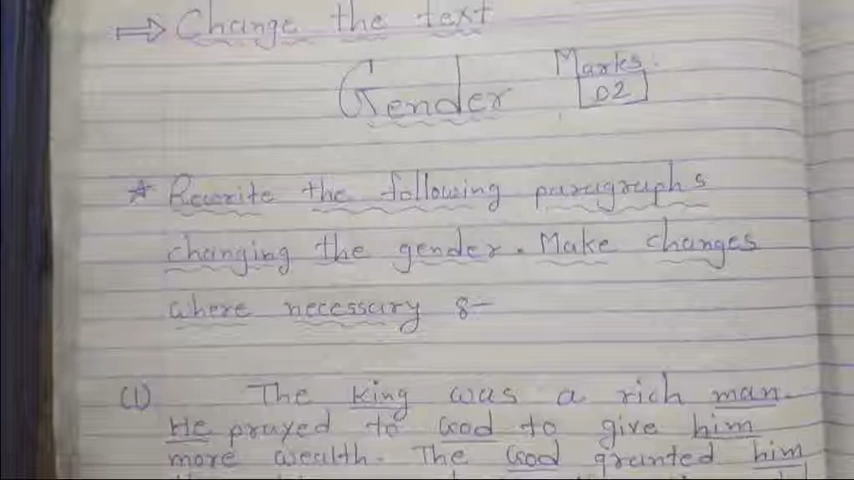 ⇒ Change the text
Gender
Marks.
02
* Rewrite the following paragraphs
changing the gender. Make changes
where necessary :-
(1) The king was a rich man.
He prayed to God to give him
more wealth. The God granted him